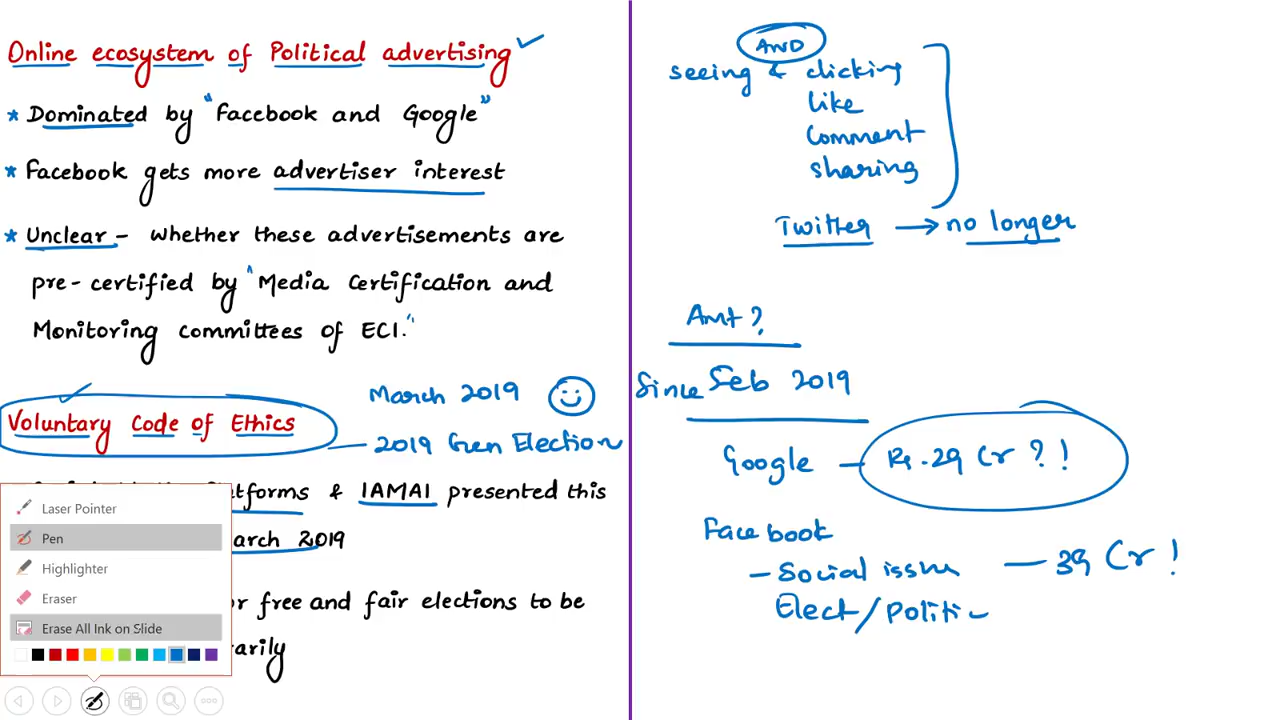 Online ecosystem of Political advertising
* Dominated by "Facebook and Google"
* Facebook gets more advertiser interest
* Unclear - whether these advertisements are
pre-certified by "Media Certification and
Monitoring committees of ECI."
March 2019
Voluntary Code of Ethics
2019 Gen Election
& IAMAI presented this
2019
for free and fair elections to be
Laser Pointer
Pen
Highlighter
Eraser
Erase All Ink on Slide
AND
seeing & clicking
like
comment
sharing
Twitter → no longer
Amt?
Since Feb 2019
Google - Rs. 29 Cr ? !
Facebook
- Social issue - 39 Cr !
Elect/Politi